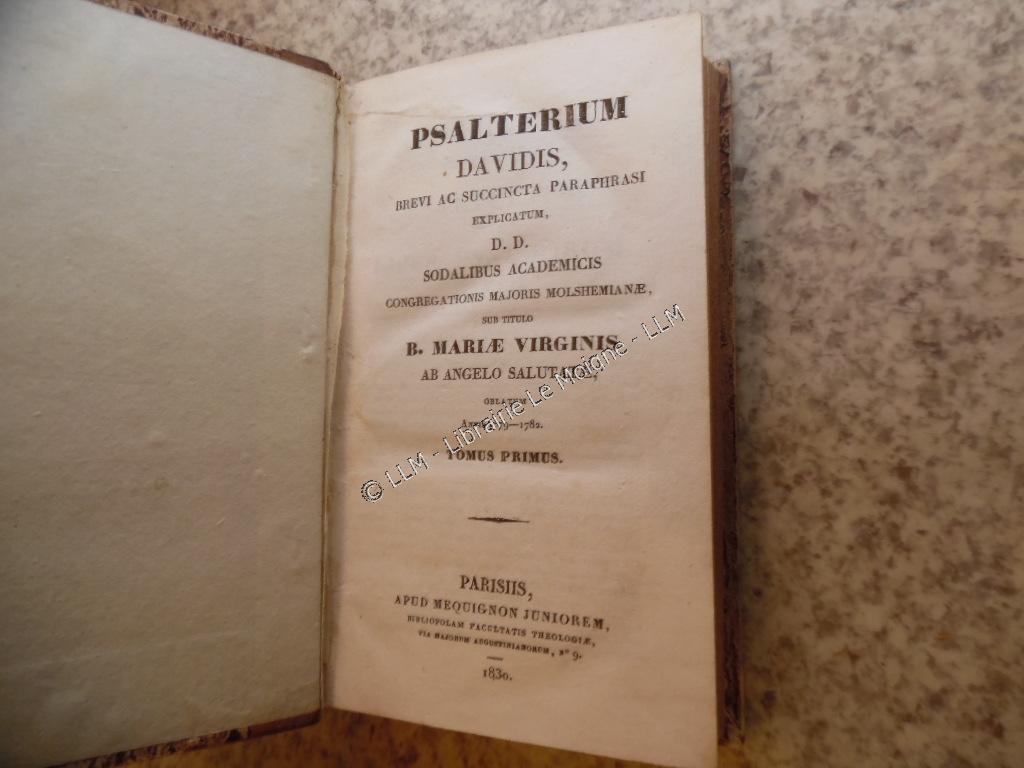 PSALTERIUM
DAVIDIS,
BREVI AC SUCCINCTA PARAPHRASI
EXPLICATUM,
D. D.
SODALIBUS ACADEMICIS
CONGREGATIONIS MAJORIS MOLSHEMIANÆ,
SUB TITULO
B. MARIÆ VIRGINIS
AB ANGELO
OBLATUM
—1782.
TOMUS PRIMUS.
PARISIIS,
APUD MEQUIGNON JUNIOREM,
BIBLIOPOLAM FACULTATIS THEOLOGIÆ,
VIA MAJORUM AUGUSTINIANORUM, Nº 9.
1830.
© LLM - Librairie Le Moigne - LLM